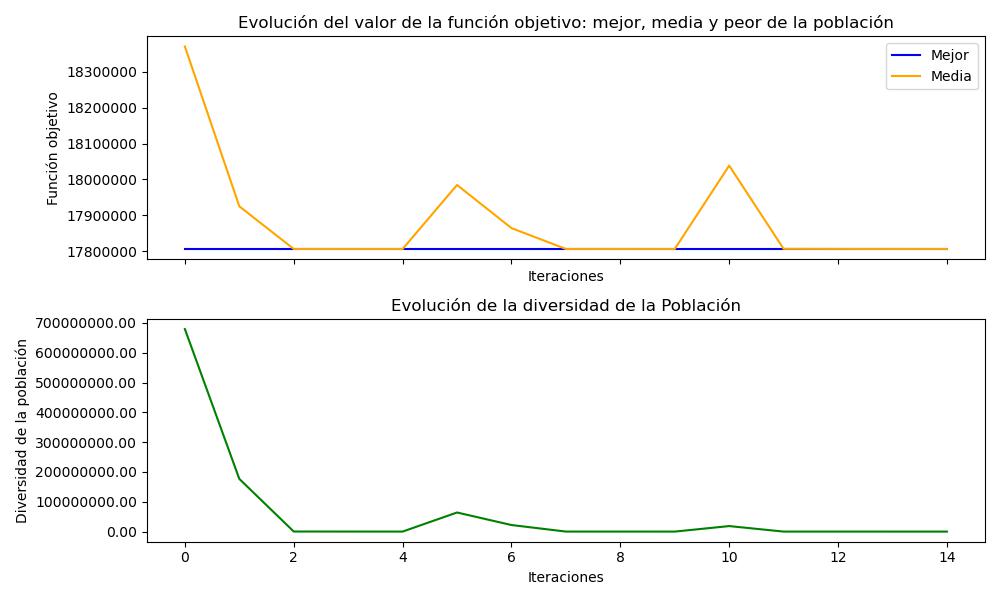 Evolución del valor de la función objetivo: mejor, media y peor de la población
Función objetivo
18300000
18200000
18100000
18000000
17900000
17800000
Mejor
Media
Iteraciones
Evolución de la diversidad de la Población
Diversidad de la población
700000000.00
600000000.00
500000000.00
400000000.00
300000000.00
200000000.00
100000000.00
0.00
0 2 4 6 8 10 12 14
Iteraciones